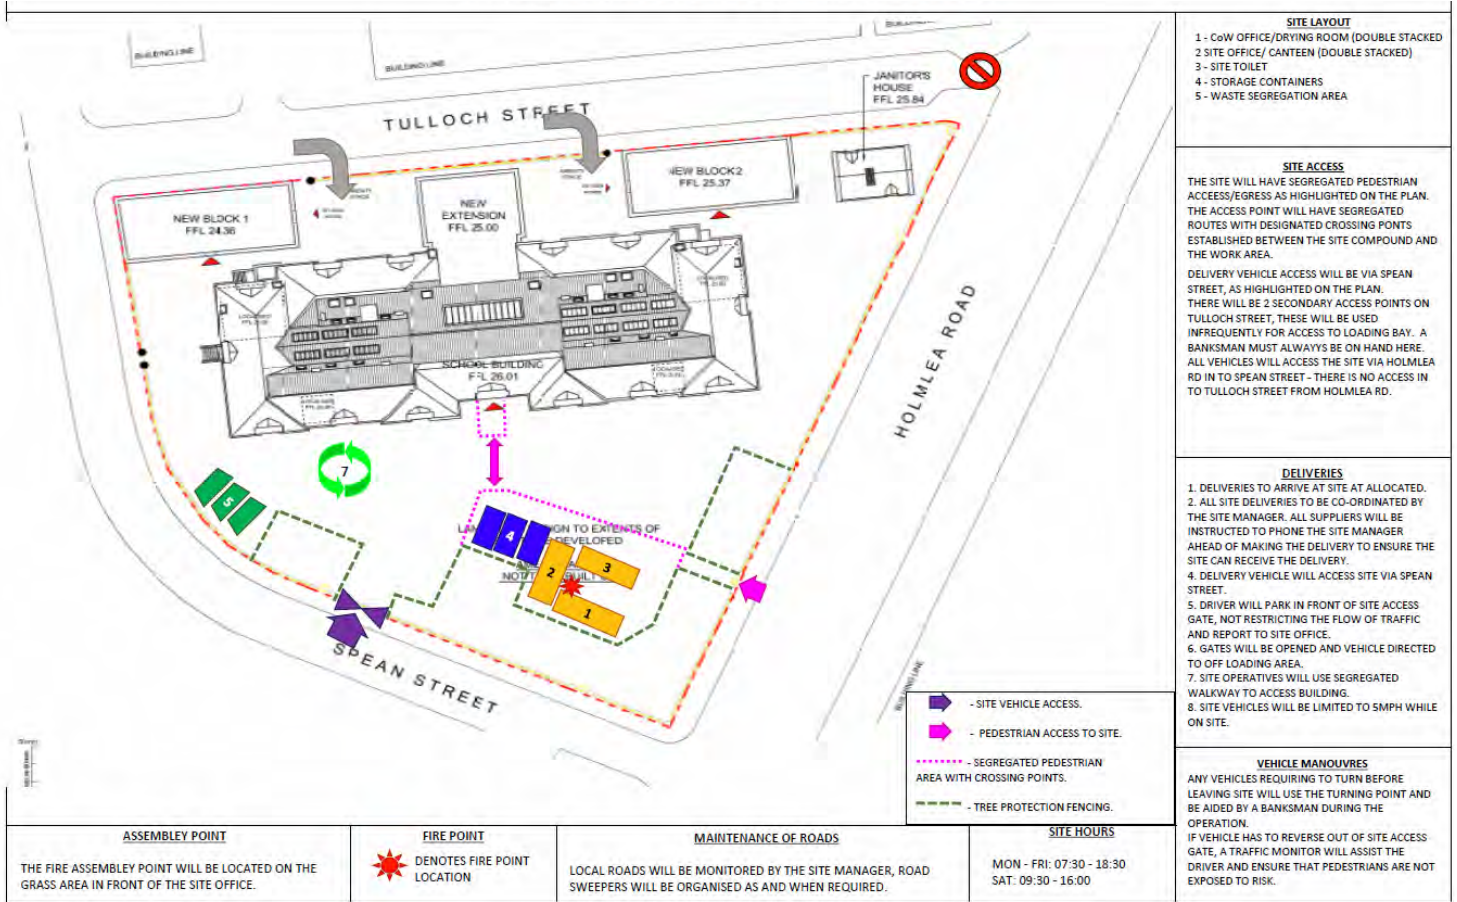 BUILDING LINE
BUILDING LINE
BUILDING LINE
TULLOCH STREET
JANITOR'S
HOUSE
FFL 25.84
NEW BLOCK 1
FFL 24.36
NEW
EXTENSION
FFL 25.00
NEW BLOCK2
FFL 25.37
SCHOOL BUILDING
FFL 26.01
HOLMLEA ROAD
7
5
4
2
3
1
SPEAN STREET
BUILDING LINE
- SITE VEHICLE ACCESS.
- PEDESTRIAN ACCESS TO SITE.
- SEGREGATED PEDESTRIAN
AREA WITH CROSSING POINTS.
- TREE PROTECTION FENCING.
SITE LAYOUT
1 - CoW OFFICE/DRYING ROOM (DOUBLE STACKED
2 SITE OFFICE/ CANTEEN (DOUBLE STACKED)
3 - SITE TOILET
4 - STORAGE CONTAINERS
5 - WASTE SEGREGATION AREA
SITE ACCESS
THE SITE WILL HAVE SEGREGATED PEDESTRIAN
ACCEESS/EGRESS AS HIGHLIGHTED ON THE PLAN.
THE ACCESS POINT WILL HAVE SEGREGATED
ROUTES WITH DESIGNATED CROSSING PONTS
ESTABLISHED BETWEEN THE SITE COMPOUND AND
THE WORK AREA.
DELIVERY VEHICLE ACCESS WILL BE VIA SPEAN
STREET, AS HIGHLIGHTED ON THE PLAN.
THERE WILL BE 2 SECONDARY ACCESS POINTS ON
TULLOCH STREET, THESE WILL BE USED
INFREQUENTLY FOR ACCESS TO LOADING BAY. A
BANKSMAN MUST ALWAYYS BE ON HAND HERE.
ALL VEHICLES WILL ACCESS THE SITE VIA HOLMLEA
RD IN TO SPEAN STREET - THERE IS NO ACCESS IN
TO TULLOCH STREET FROM HOLMLEA RD.
DELIVERIES
1. DELIVERIES TO ARRIVE AT SITE AT ALLOCATED.
2. ALL SITE DELIVERIES TO BE CO-ORDINATED BY
THE SITE MANAGER. ALL SUPPLIERS WILL BE
INSTRUCTED TO PHONE THE SITE MANAGER
AHEAD OF MAKING THE DELIVERY TO ENSURE THE
SITE CAN RECEIVE THE DELIVERY.
4. DELIVERY VEHICLE WILL ACCESS SITE VIA SPEAN
STREET.
5. DRIVER WILL PARK IN FRONT OF SITE ACCESS
GATE, NOT RESTRICTING THE FLOW OF TRAFFIC
AND REPORT TO SITE OFFICE.
6. GATES WILL BE OPENED AND VEHICLE DIRECTED
TO OFF LOADING AREA.
7. SITE OPERATIVES WILL USE SEGREGATED
WALKWAY TO ACCESS BUILDING.
8. SITE VEHICLES WILL BE LIMITED TO 5MPH WHILE
ON SITE.
VEHICLE MANOUVRES
ANY VEHICLES REQUIRING TO TURN BEFORE
LEAVING SITE WILL USE THE TURNING POINT AND
BE AIDED BY A BANKSMAN DURING THE
OPERATION.
IF VEHICLE HAS TO REVERSE OUT OF SITE ACCESS
GATE, A TRAFFIC MONITOR WILL ASSIST THE
DRIVER AND ENSURE THAT PEDESTRIANS ARE NOT
EXPOSED TO RISK.
ASSEMBLEY POINT
THE FIRE ASSEMBLEY POINT WILL BE LOCATED ON THE
GRASS AREA IN FRONT OF THE SITE OFFICE.
FIRE POINT
DENOTES FIRE POINT
LOCATION
MAINTENANCE OF ROADS
LOCAL ROADS WILL BE MONITORED BY THE SITE MANAGER, ROAD
SWEEPERS WILL BE ORGANISED AS AND WHEN REQUIRED.
SITE HOURS
MON - FRI: 07:30 - 18:30
SAT: 09:30 - 16:00